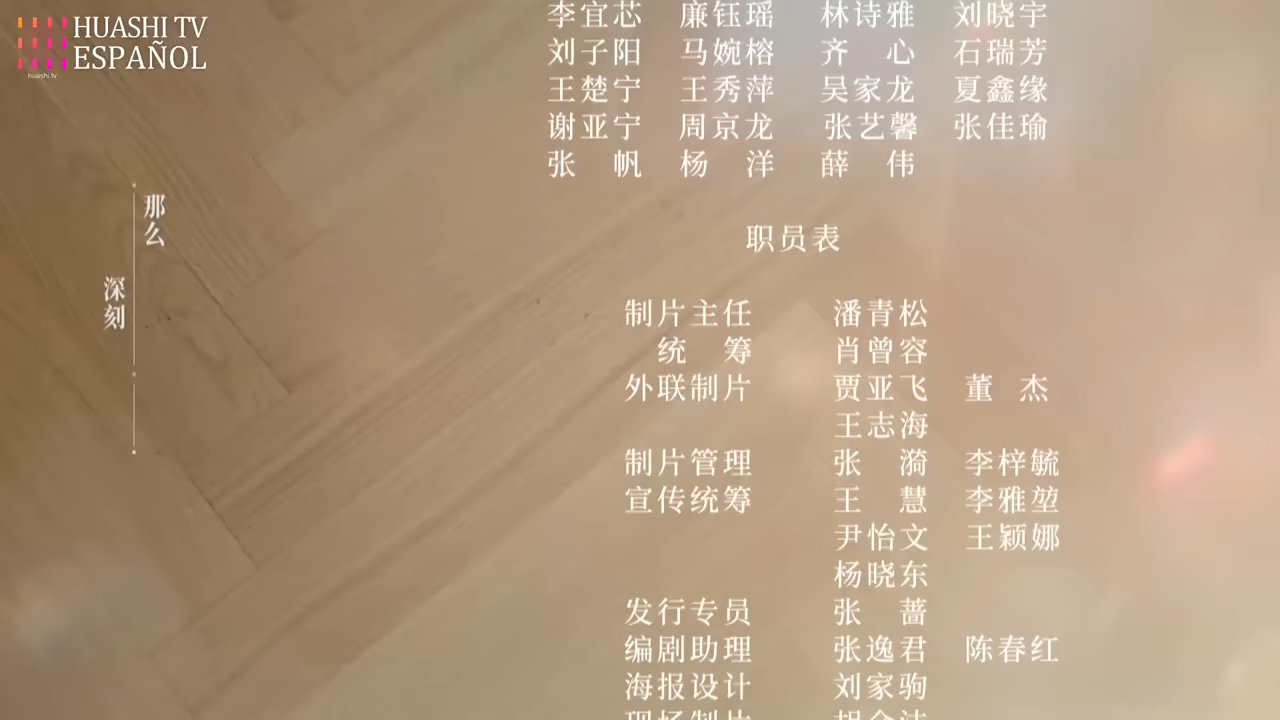 HUASHI TV
ESPAÑOL
huashi.tv
那么
深刻
李宜芯 廉钰瑶 林诗雅 刘晓宇
刘子阳 马婉榕 齐 心 石瑞芳
王楚宁 王秀萍 吴家龙 夏鑫缘
谢亚宁 周京龙 张艺馨 张佳瑜
张 帆 杨 洋 薛 伟
职员表
制片主任 潘青松
统 筹 肖曾容
外联制片 贾亚飞 董 杰
王志海
制片管理 张 漪 李梓毓
宣传统筹 王 慧 李雅堃
尹怡文 王颖娜
杨晓东
发行专员 张 蔷
编剧助理 张逸君 陈春红
海报设计 刘家驹
现场制片